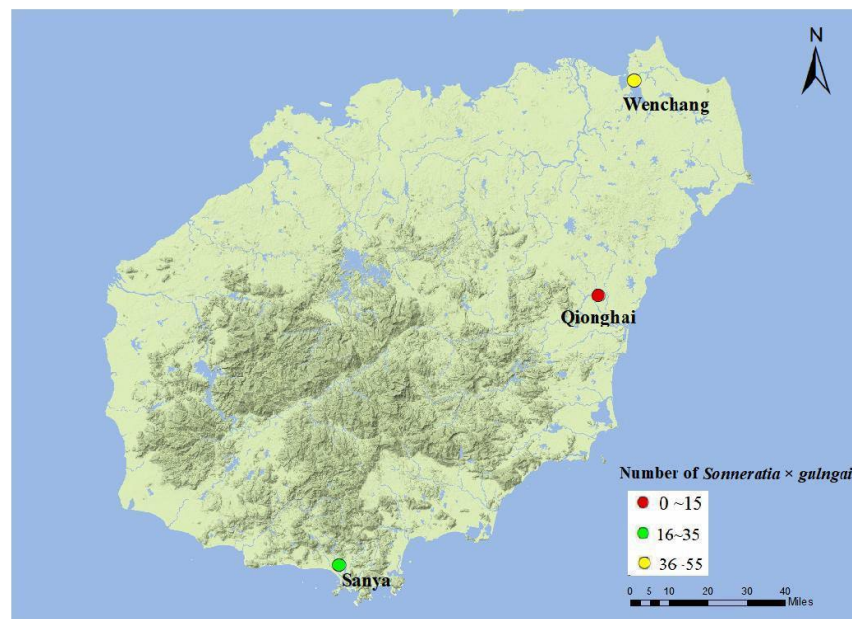 N
Wenchang
Qionghai
Number of Sonneratia × gulngai
0 ~15
16~35
36 -55
Sanya
0 5 10 20 30 40
Miles